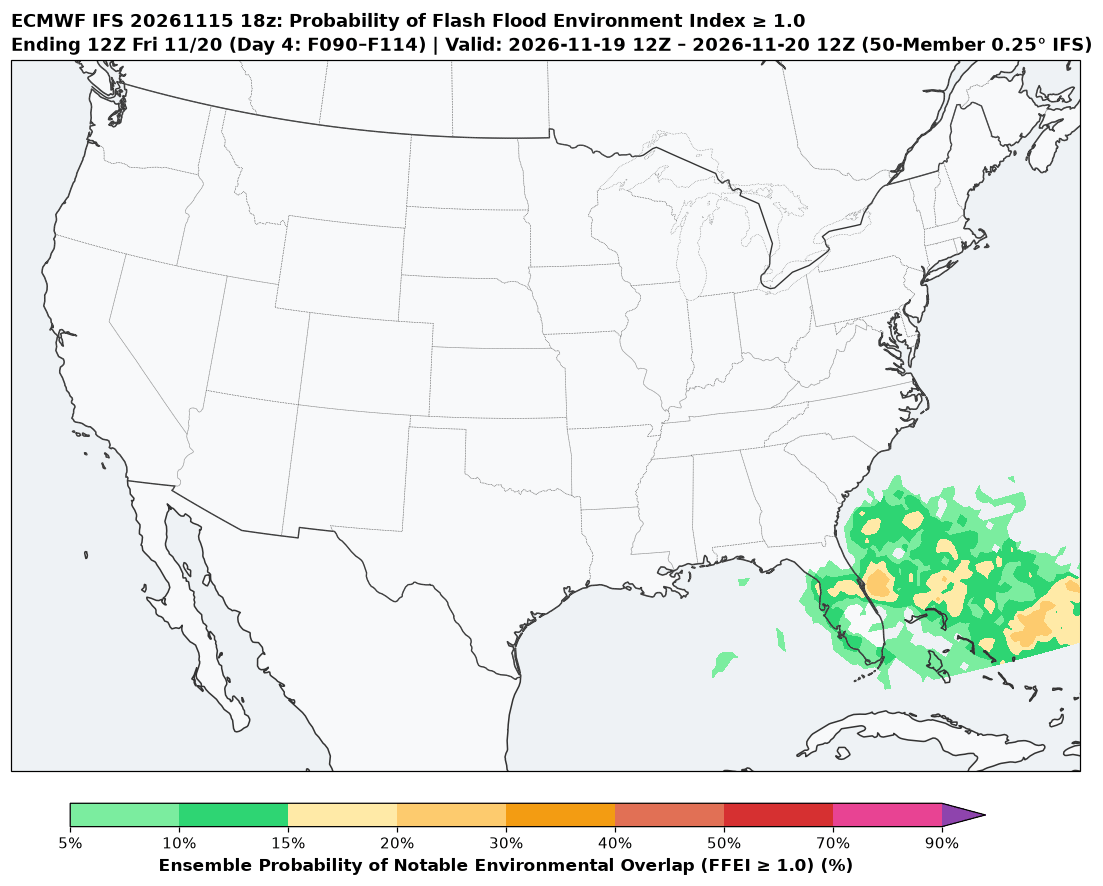 ECMWF IFS 20261115 18z: Probability of Flash Flood Environment Index ≥ 1.0
Ending 12Z Fri 11/20 (Day 4: F090–F114) | Valid: 2026-11-19 12Z – 2026-11-20 12Z (50-Member 0.25° IFS)
5% 10% 15% 20% 30% 40% 50% 70% 90%
Ensemble Probability of Notable Environmental Overlap (FFEI ≥ 1.0) (%)